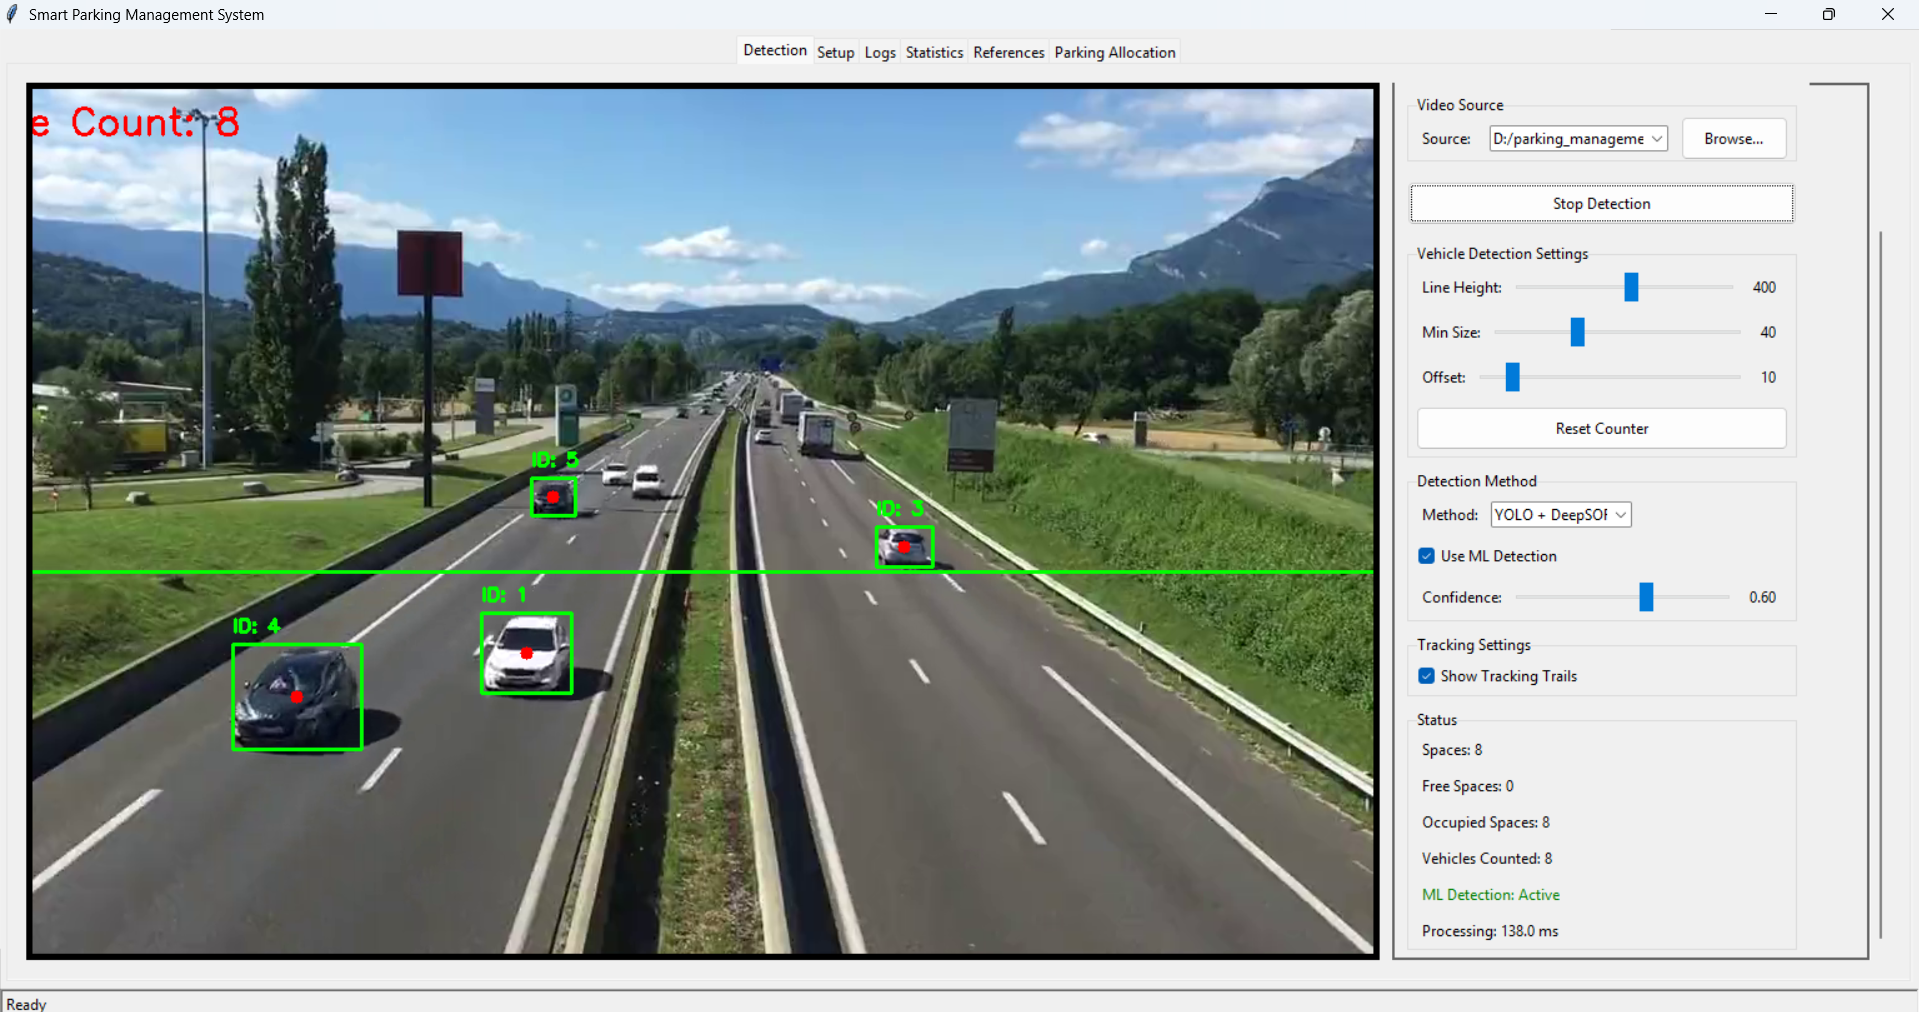 Smart Parking Management System
Detection Setup Logs Statistics References Parking Allocation
e Count: 8
ID: 5
ID: 3
ID: 1
ID: 4
Video Source
Source: D:/parking_manageme Browse...
Stop Detection
Vehicle Detection Settings
Line Height: 400
Min Size: 40
Offset: 10
Reset Counter
Detection Method
Method: YOLO + DeepSOF
Use ML Detection
Confidence: 0.60
Tracking Settings
Show Tracking Trails
Status
Spaces: 8
Free Spaces: 0
Occupied Spaces: 8
Vehicles Counted: 8
ML Detection: Active
Processing: 138.0 ms
Ready